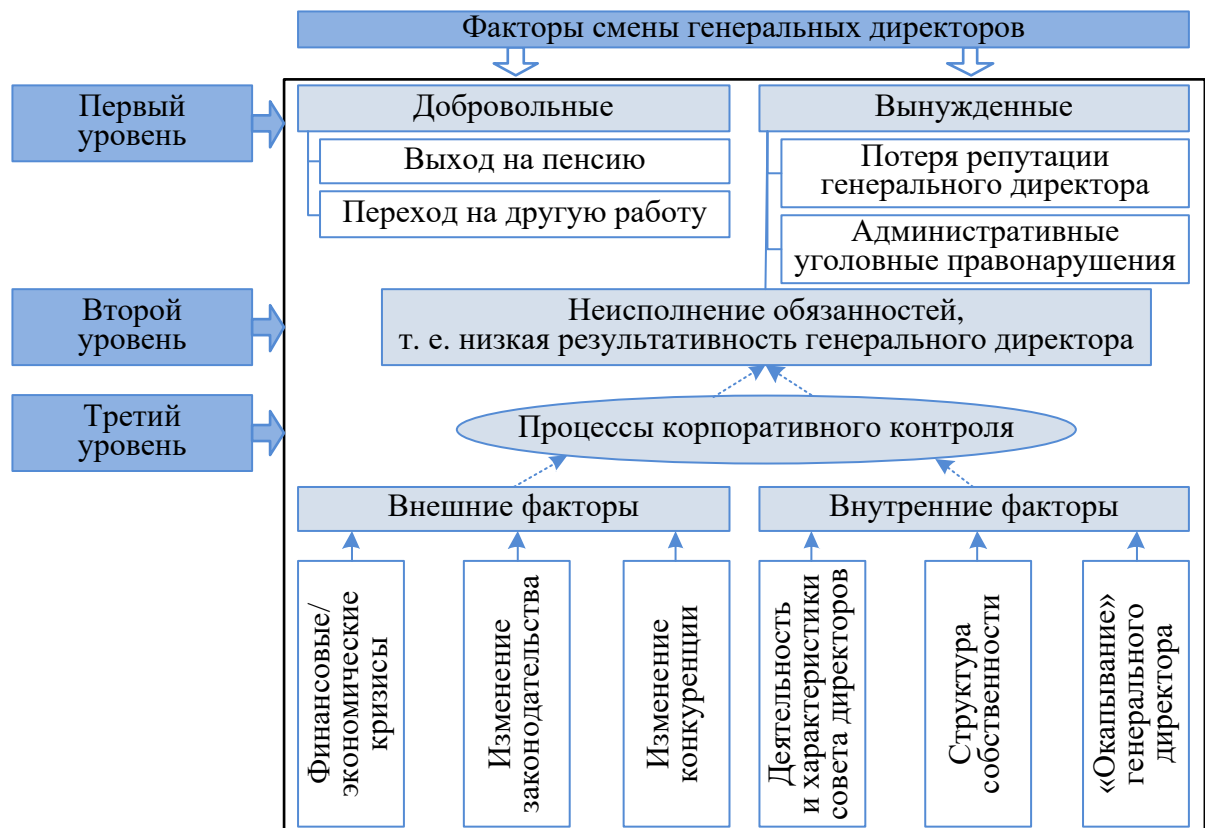 Факторы смены генеральных директоров
Первый
уровень
Добровольные
Вынужденные
Выход на пенсию
Переход на другую работу
Потеря репутации
генерального директора
Административные
уголовные правонарушения
Второй
уровень
Неисполнение обязанностей,
т. е. низкая результативность генерального директора
Третий
уровень
Процессы корпоративного контроля
Внешние факторы
Внутренние факторы
Финансовые/
экономические
кризисы
Изменение
законодательства
Изменение
конкуренции
Деятельность
и характеристики
совета директоров
Структура
собственности
«Окапывание»
генерального
директора